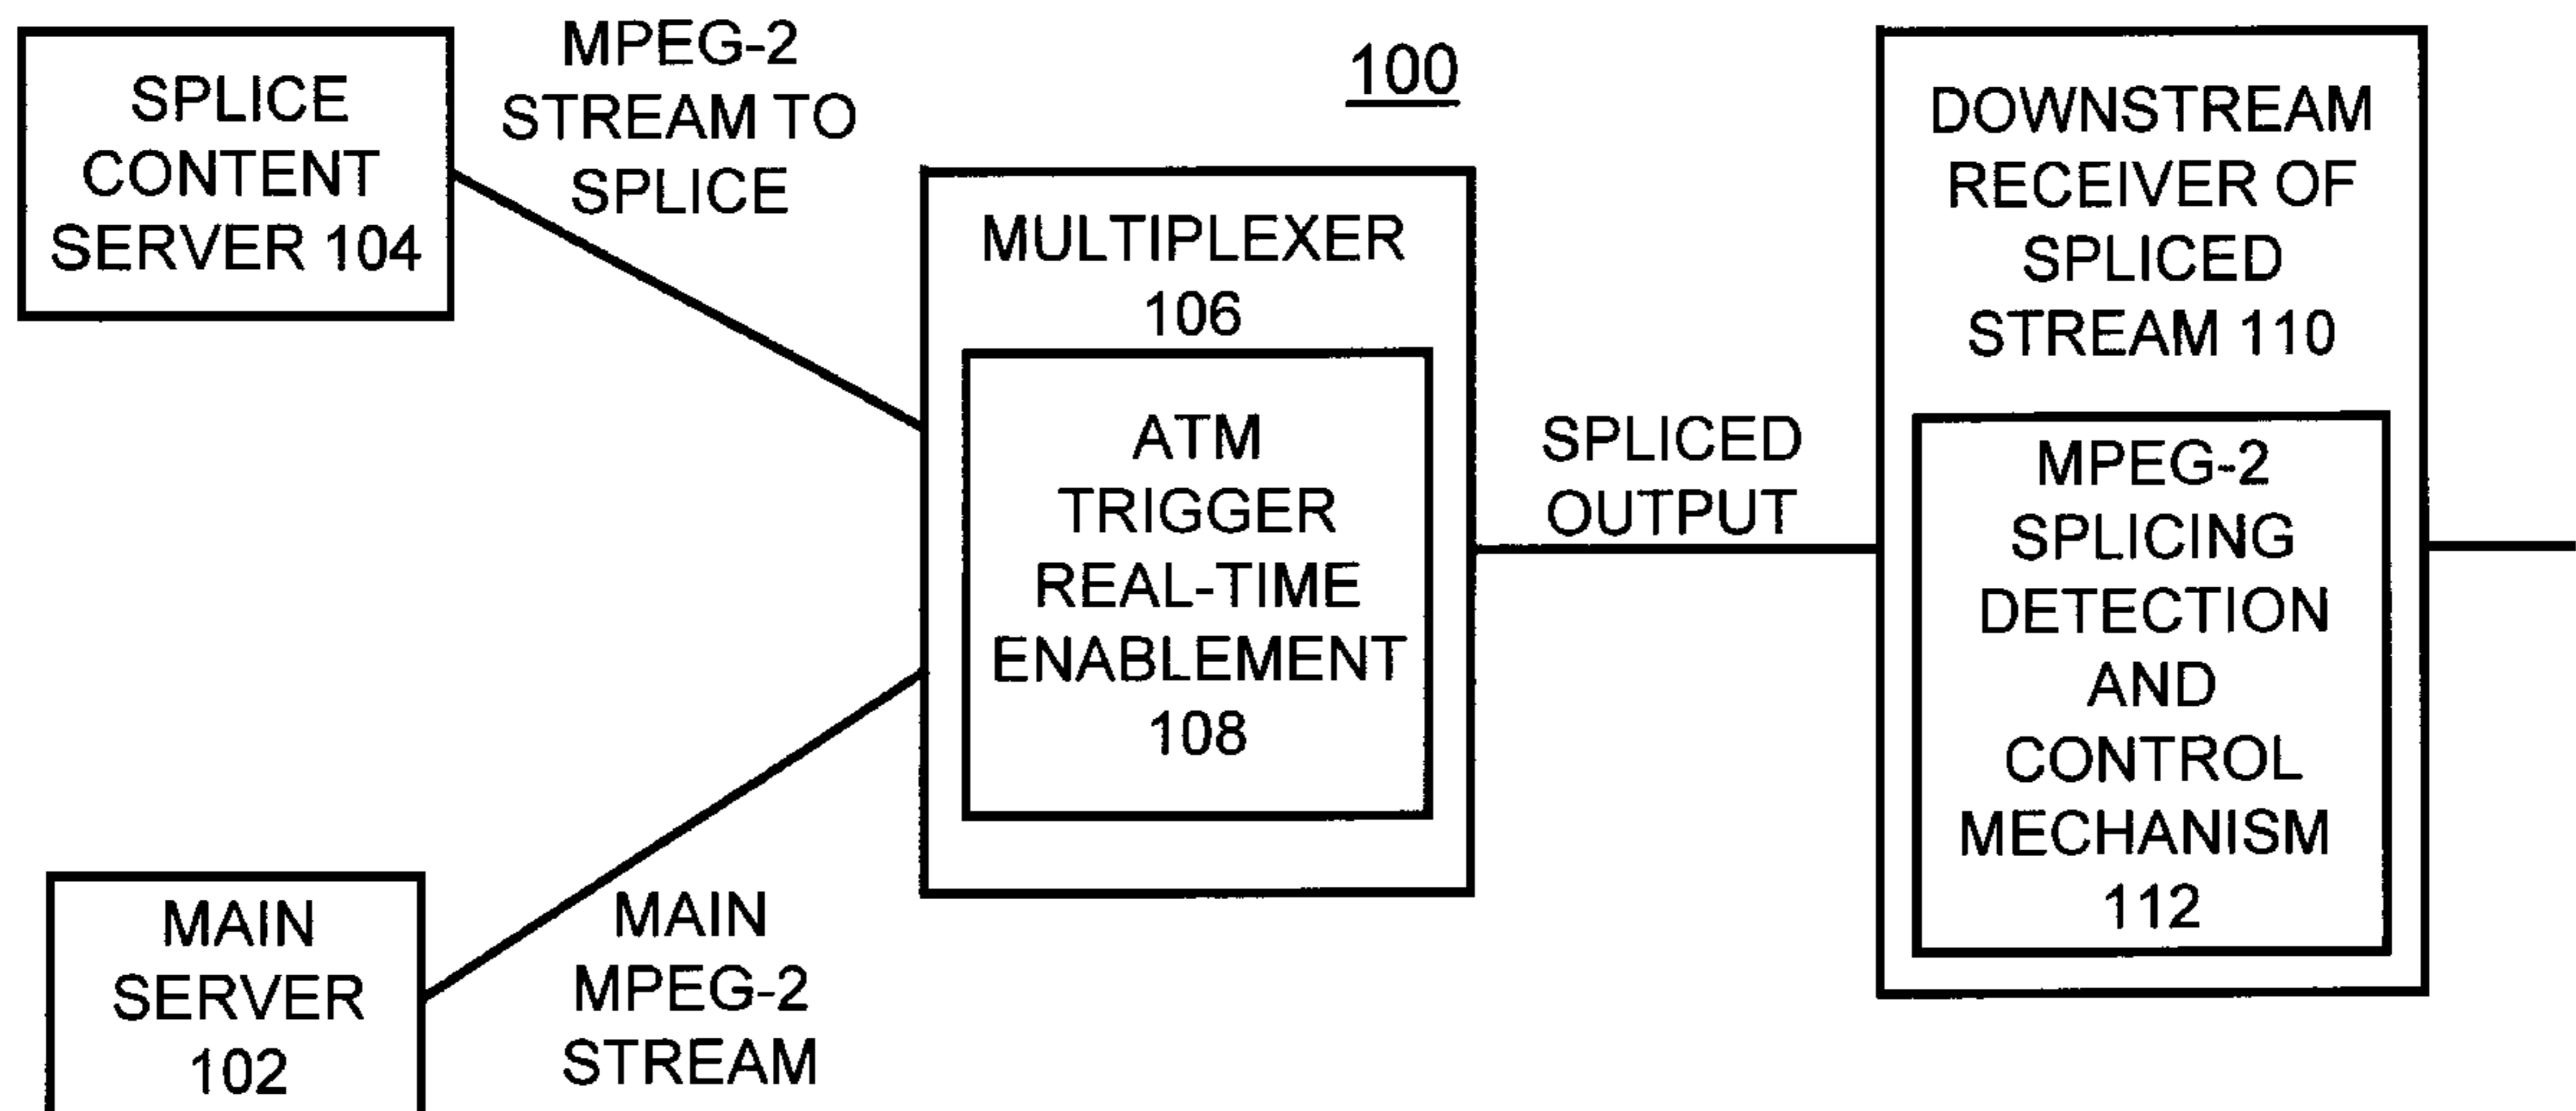 SPLICE
CONTENT
SERVER 104
MPEG-2
STREAM TO
SPLICE
100
MULTIPLEXER
106
ATM
TRIGGER
REAL-TIME
ENABLEMENT
108
MAIN
SERVER
102
MAIN
MPEG-2
STREAM
SPLICED
OUTPUT
DOWNSTREAM
RECEIVER OF
SPLICED
STREAM 110
MPEG-2
SPLICING
DETECTION
AND
CONTROL
MECHANISM
112